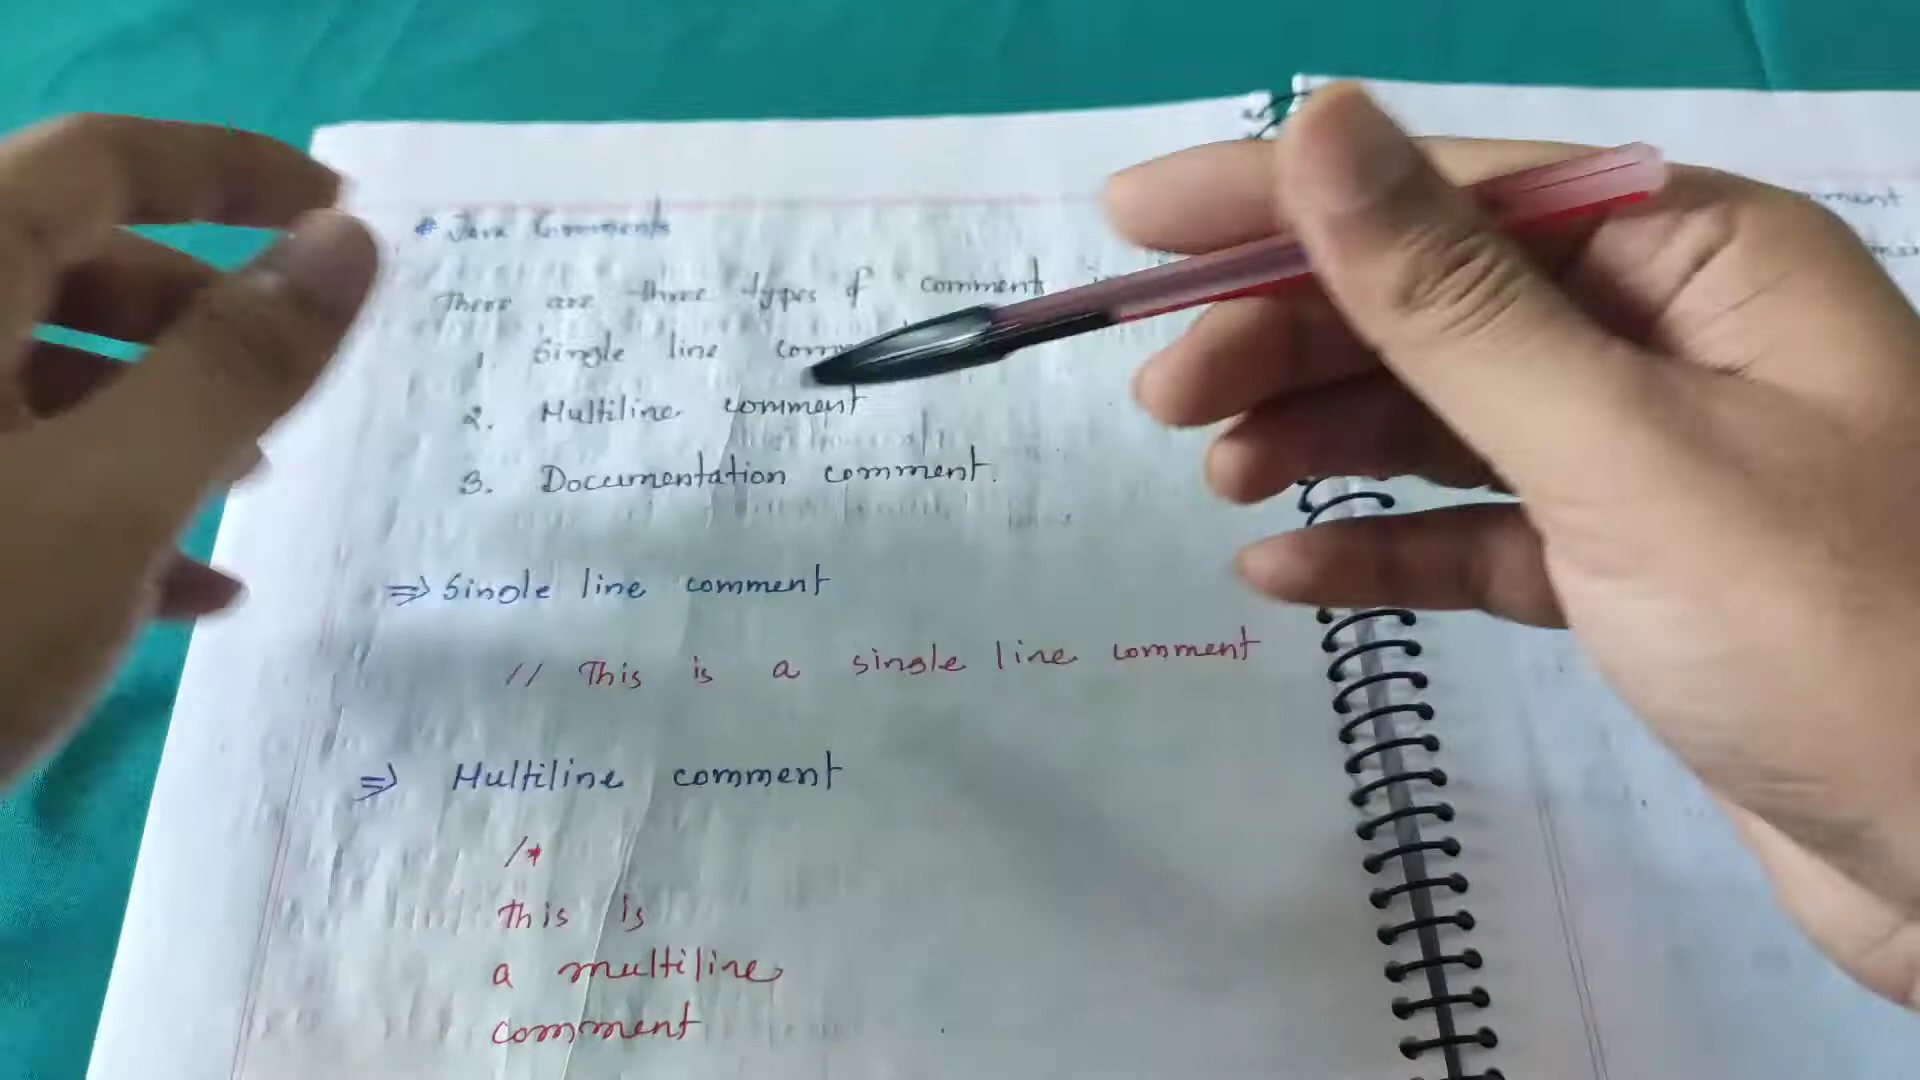 # Java Comments
There are three types of comment
1. Single line
2. Multiline comment
3. Documentation comment.
⇒ Single line comment
// This is a single line comment
⇒ Multiline comment
/*
this is
a multiline
comment